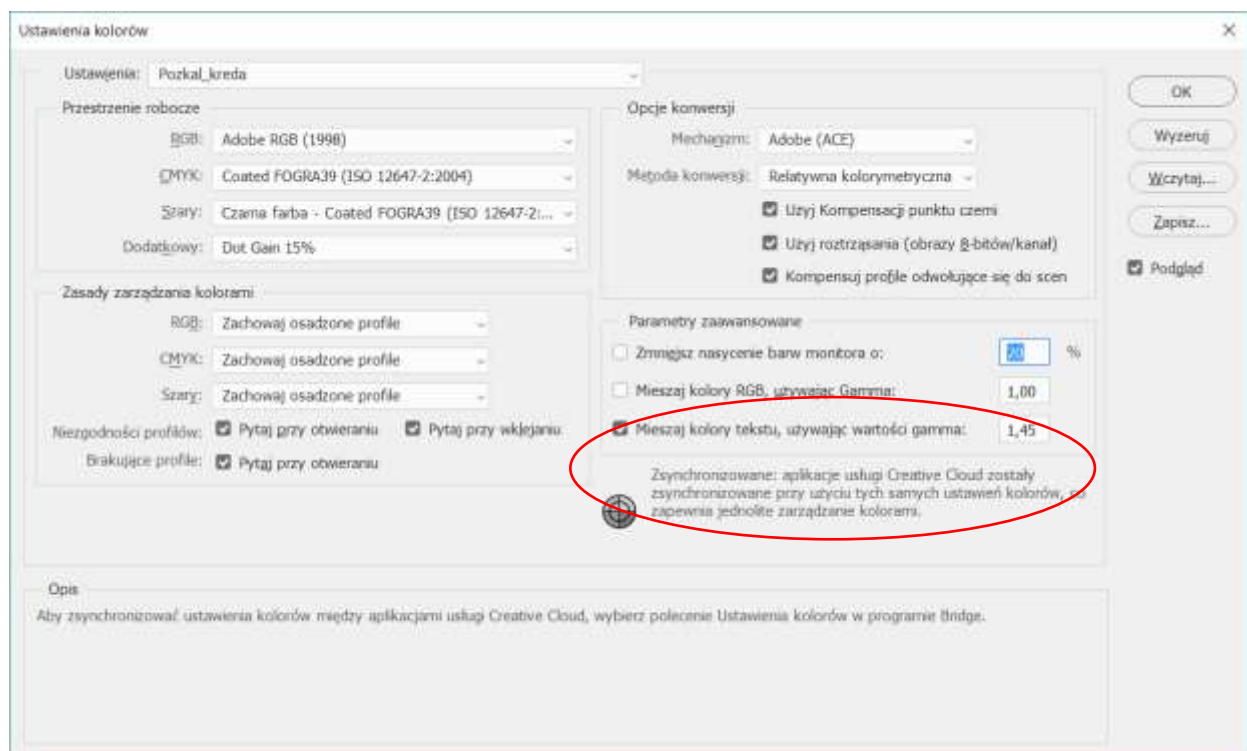 Ustawienia kolorów
Ustawienia: Pozkal_kreda
Przestrzenie robocze
RGB: Adobe RGB (1998)
CMYK: Coated FOGRA39 (ISO 12647-2:2004)
Szary: Czarna farba - Coated FOGRA39 (ISO 12647-2:...
Dodatkowy: Dot Gain 15%
Zasady zarządzania kolorami
RGB: Zachowaj osadzone profile
CMYK: Zachowaj osadzone profile
Szary: Zachowaj osadzone profile
Niezgodności profilów: Pytaj przy otwieraniu Pytaj przy wklejaniu
Brakujące profile: Pytaj przy otwieraniu
Opcje konwersji
Mechanizm: Adobe (ACE)
Metoda konwersji: Relatywna kolorymetryczna
Użyj Kompensacji punktu czerni
Użyj roztrząsania (obrazy 8-bitów/kanał)
Kompensuj profile odwołujące się do scen
Parametry zaawansowane
Zmniejsz nasycenie barw monitora o: 20 %
Mieszaj kolory RGB, używając Gamma: 1,00
Mieszaj kolory tekstu, używając wartości gamma: 1,45
Zsynchronizowane: aplikacje usługi Creative Cloud zostały
zsynchronizowane przy użyciu tych samych ustawień kolorów, co
zapewnia jednolite zarządzanie kolorami.
OK
Wyzeruj
Wczytaj...
Zapisz...
Podgląd
Opis
Aby zsynchronizować ustawienia kolorów między aplikacjami usługi Creative Cloud, wybierz polecenie Ustawienia kolorów w programie Bridge.